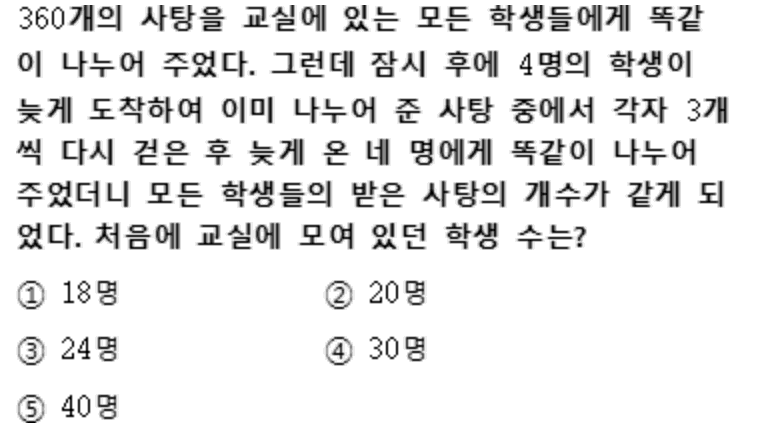 360개의 사탕을 교실에 있는 모든 학생들에게 똑같
이 나누어 주었다. 그런데 잠시 후에 4명의 학생이
늦게 도착하여 이미 나누어 준 사탕 중에서 각자 3개
씩 다시 걷은 후 늦게 온 네 명에게 똑같이 나누어
주었더니 모든 학생들의 받은 사탕의 개수가 같게 되
었다. 처음에 교실에 모여 있던 학생 수는?
① 18명 ② 20명
③ 24명 ④ 30명
⑤ 40명